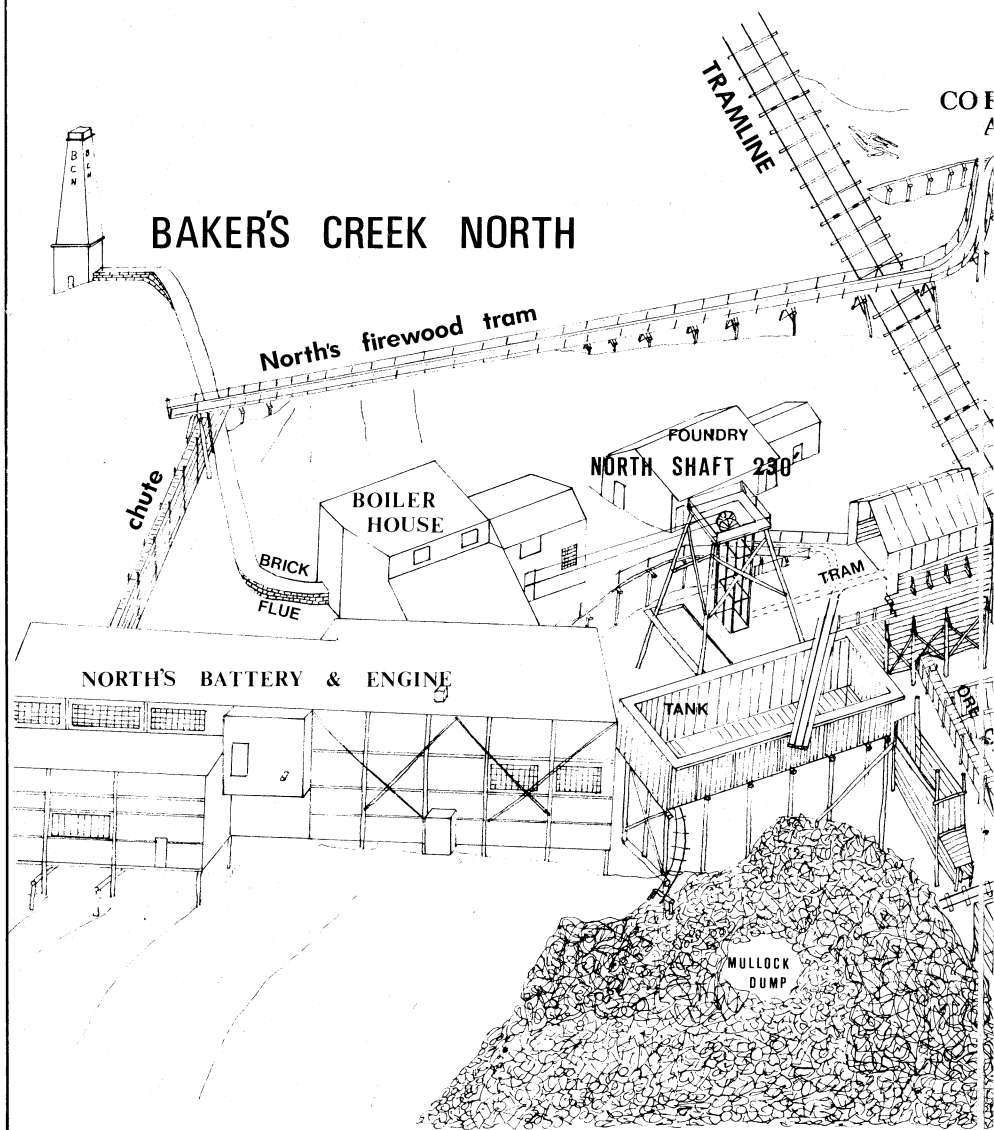 TRAMLINE
B
C
N
B
C
N
BAKER'S CREEK NORTH
North's firewood tram
FOUNDRY
NORTH SHAFT 230
chute
BOILER
HOUSE
BRICK
FLUE
TRAM
NORTH'S BATTERY & ENGINE
TANK
ORE
MULLOCK
DUMP